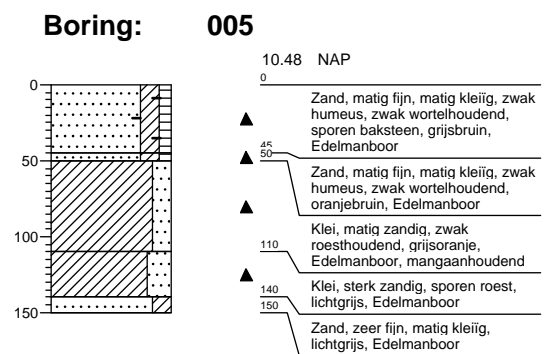 Boring: 005
10.48 NAP
0
0
Zand, matig fijn, matig kleiïg, zwak
humeus, zwak wortelhoudend,
sporen baksteen, grijsbruin,
Edelmanboor
45
50
50
Zand, matig fijn, matig kleiïg, zwak
humeus, zwak wortelhoudend,
oranjebruin, Edelmanboor
100
110
Klei, matig zandig, zwak
roesthoudend, grijsoranje,
Edelmanboor, mangaanhoudend
140
Klei, sterk zandig, sporen roest,
lichtgrijs, Edelmanboor
150
150
Zand, zeer fijn, matig kleiïg,
lichtgrijs, Edelmanboor